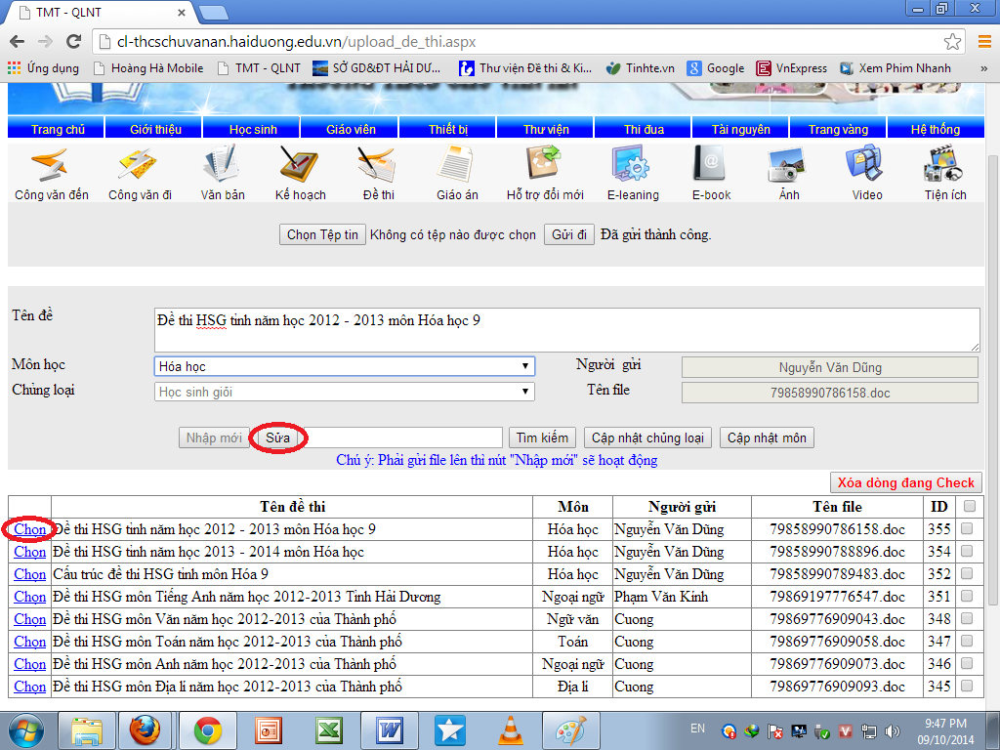 TMT - QLNT
cl-thcschuvanan.haiduong.edu.vn/upload_de_thi.aspx
Ứng dụng Hoàng Hà Mobile TMT - QLNT SỞ GD&ĐT HẢI DƯ... Thư viện Đề thi & Ki... Tinhte.vn Google VnExpress Xem Phim Nhanh »
Trang chủ Giới thiệu Học sinh Giáo viên Thiết bị Thư viện Thi đua Tài nguyên Trang vàng Hệ thống
Công văn đến Công văn đi Văn bản Kế hoạch Đề thi Giáo án Hỗ trợ đổi mới E-leaning E-book Ảnh Video Tiện ích
Chọn Tệp tin Không có tệp nào được chọn Gửi đi Đã gửi thành công.
Tên đề Đề thi HSG tỉnh năm học 2012 - 2013 môn Hóa học 9
Môn học Hóa học Người gửi Nguyễn Văn Dũng
Chủng loại Học sinh giỏi Tên file 79858990786158.doc
Nhập mới Sửa Tìm kiếm Cập nhật chủng loại Cập nhật môn
Chú ý: Phải gửi file lên thì nút "Nhập mới" sẽ hoạt động
Xóa dòng đang Check
Tên đề thi Môn Người gửi Tên file ID
Chọn Đề thi HSG tỉnh năm học 2012 - 2013 môn Hóa học 9 Hóa học Nguyễn Văn Dũng 79858990786158.doc 355
Chọn Đề thi HSG tỉnh năm học 2013 - 2014 môn Hóa học Hóa học Nguyễn Văn Dũng 79858990788896.doc 354
Chọn Cấu trúc đề thi HSG tỉnh môn Hóa 9 Hóa học Nguyễn Văn Dũng 79858990789483.doc 352
Chọn Đề thi HSG môn Tiếng Anh năm học 2012-2013 Tỉnh Hải Dương Ngoại ngữ Phạm Văn Kinh 79869197776547.doc 351
Chọn Đề thi HSG môn Văn năm học 2012-2013 của Thành phố Ngữ văn Cuong 79869776909043.doc 348
Chọn Đề thi HSG môn Toán năm học 2012-2013 của Thành phố Toán Cuong 79869776909058.doc 347
Chọn Đề thi HSG môn Anh năm học 2012-2013 của Thành phố Ngoại ngữ Cuong 79869776909073.doc 346
Chọn Đề thi HSG môn Địa lí năm học 2012-2013 của Thành phố Địa lí Cuong 79869776909093.doc 345
EN 9:47 PM
09/10/2014